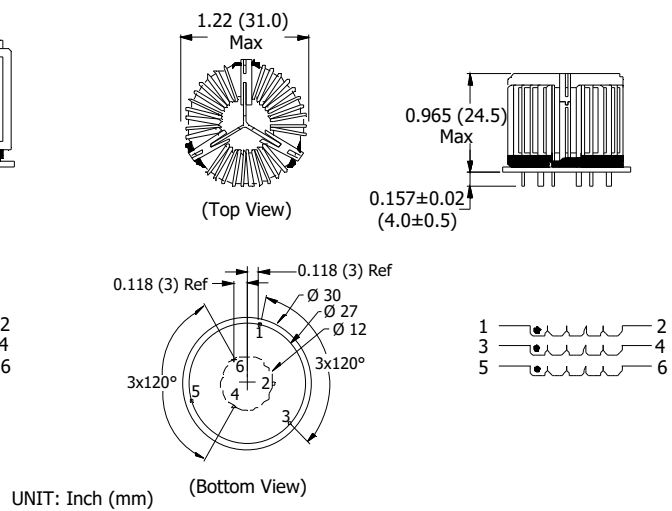 1.22 (31.0)
Max
(Top View)
0.965 (24.5)
Max
0.157±0.02
(4.0±0.5)
0.118 (3) Ref
0.118 (3) Ref
Ø 30
Ø 27
Ø 12
3x120°
3x120°
1
6
2
5
4
3
(Bottom View)
2
4
6
1 2
3 4
5 6
UNIT: Inch (mm)